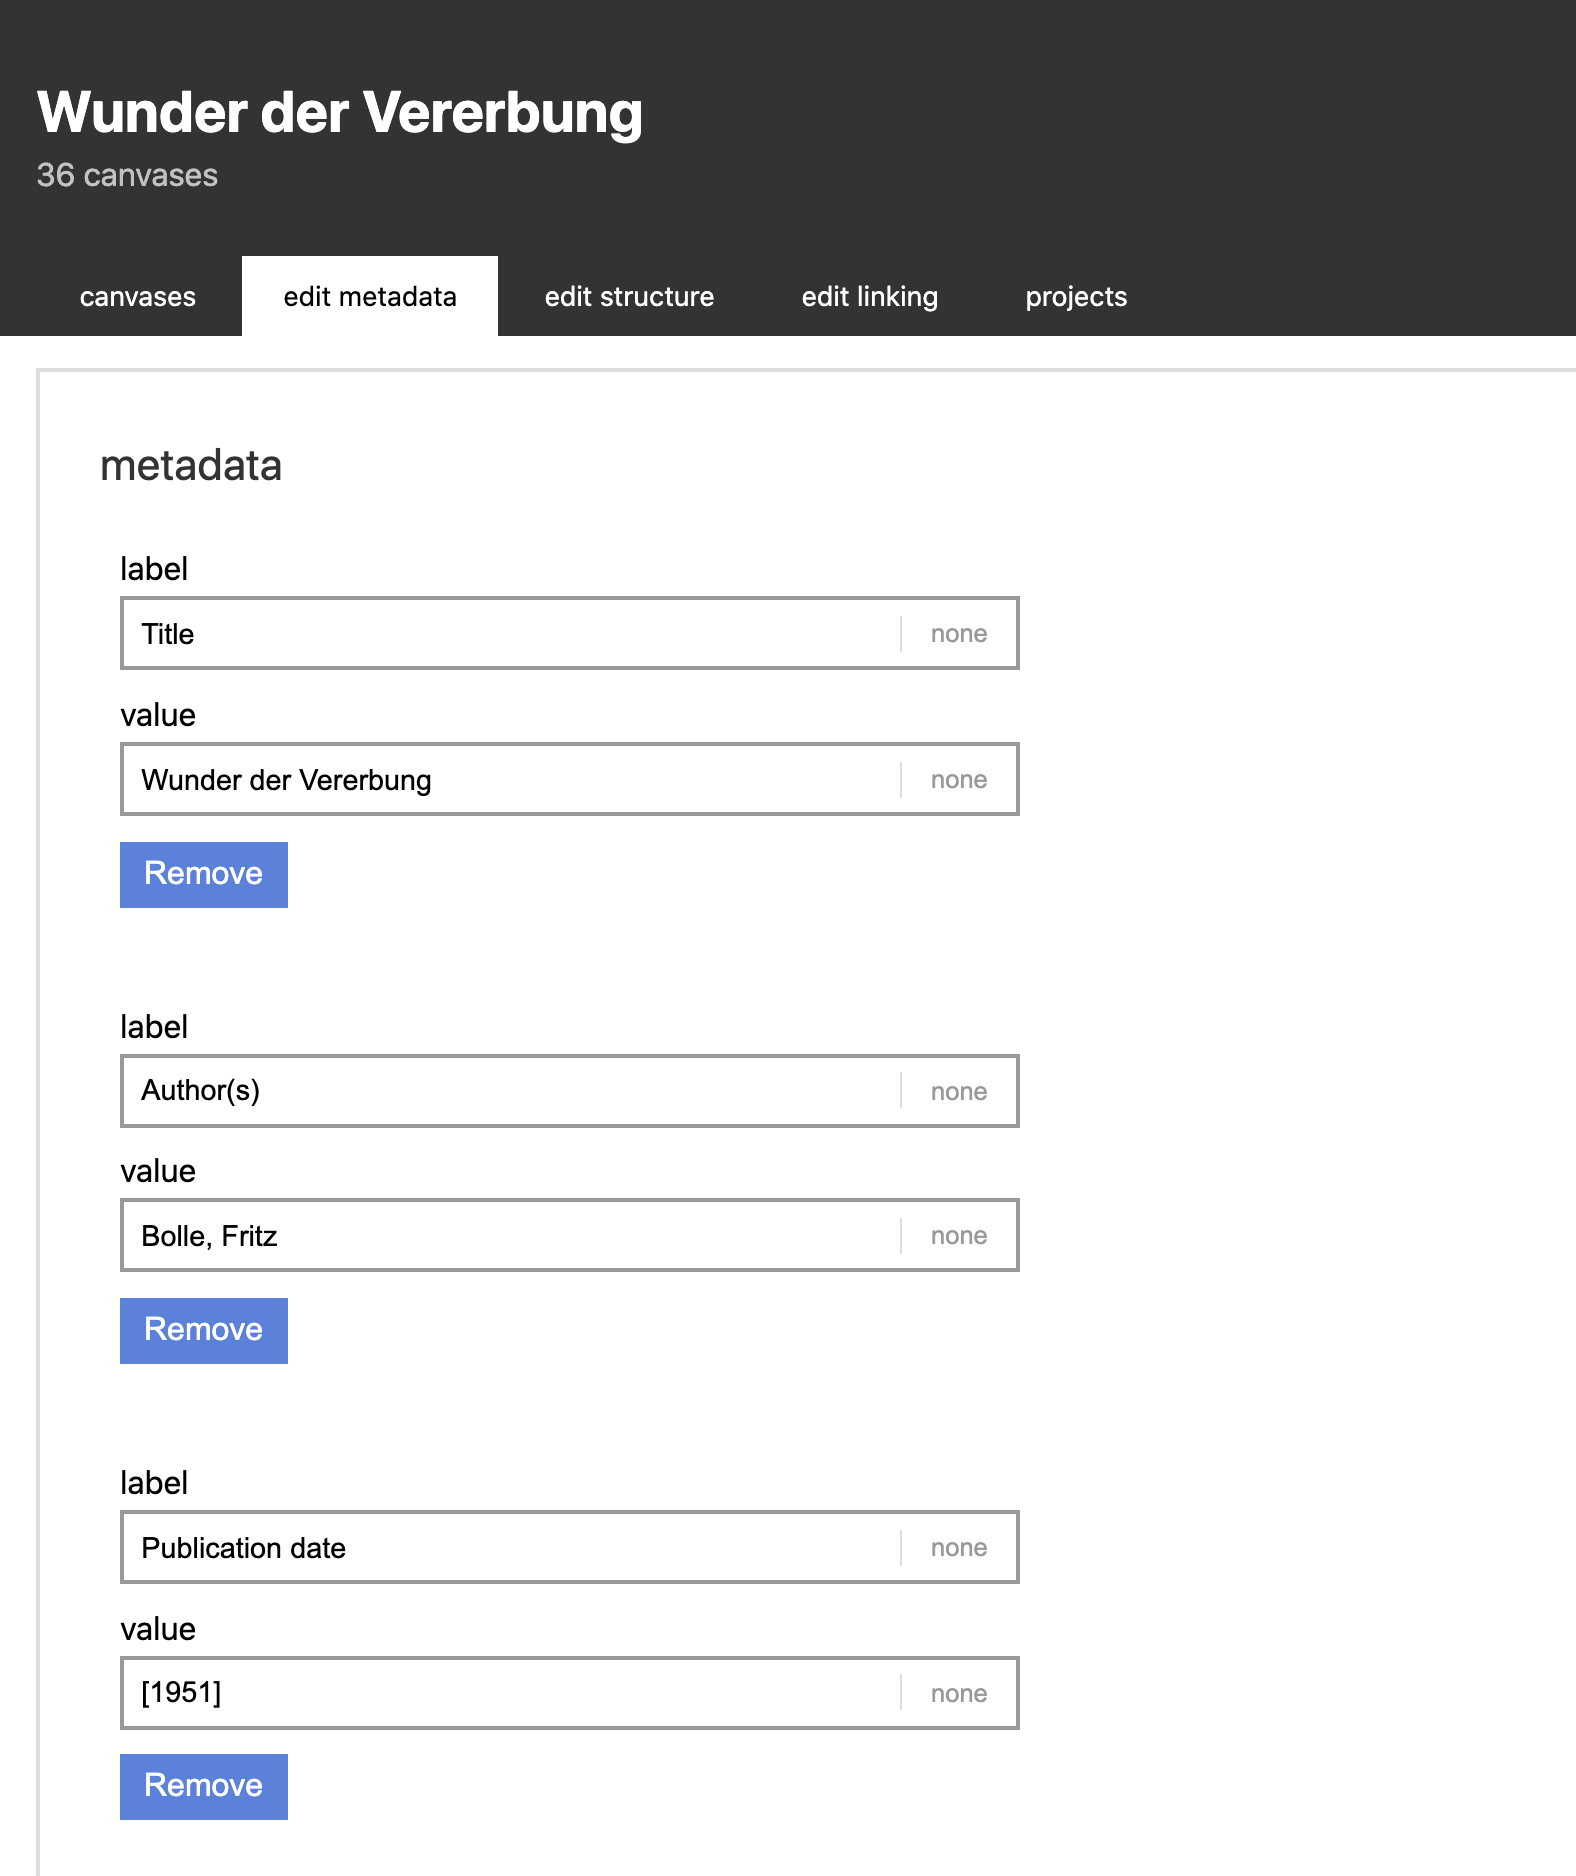 Wunder der Vererbung
36 canvases
canvases edit metadata edit structure edit linking projects
metadata
label
Title none
value
Wunder der Vererbung none
Remove
label
Author(s) none
value
Bolle, Fritz none
Remove
label
Publication date none
value
[1951] none
Remove